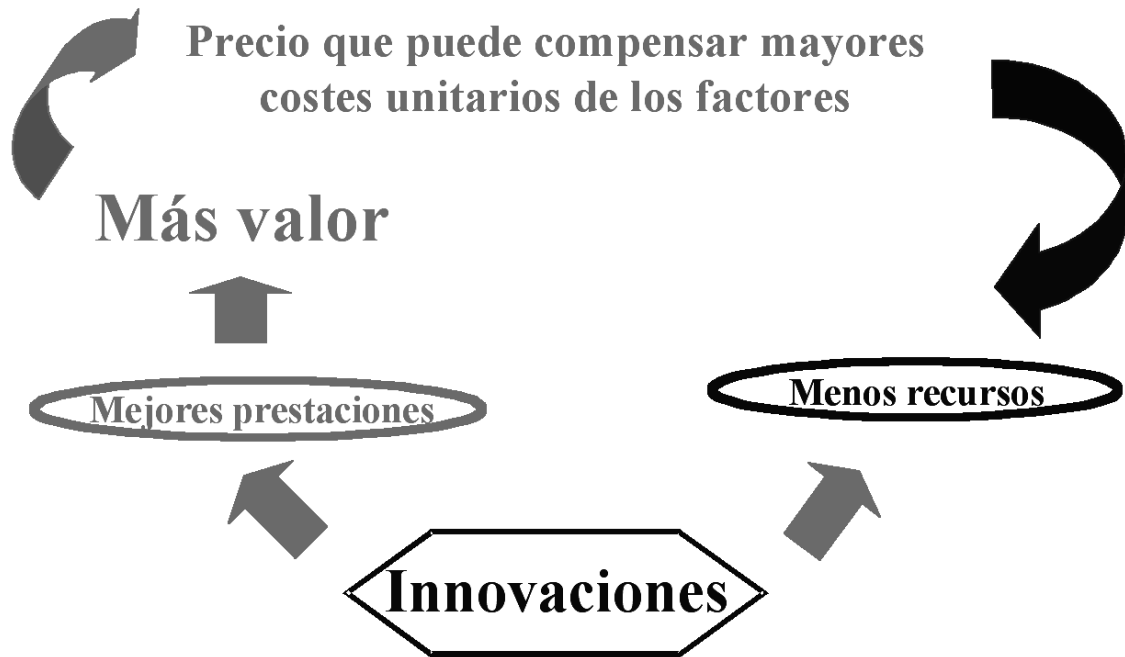 Precio que puede compensar mayores
costes unitarios de los factores
Más valor
Mejores prestaciones
Menos recursos
Innovaciones